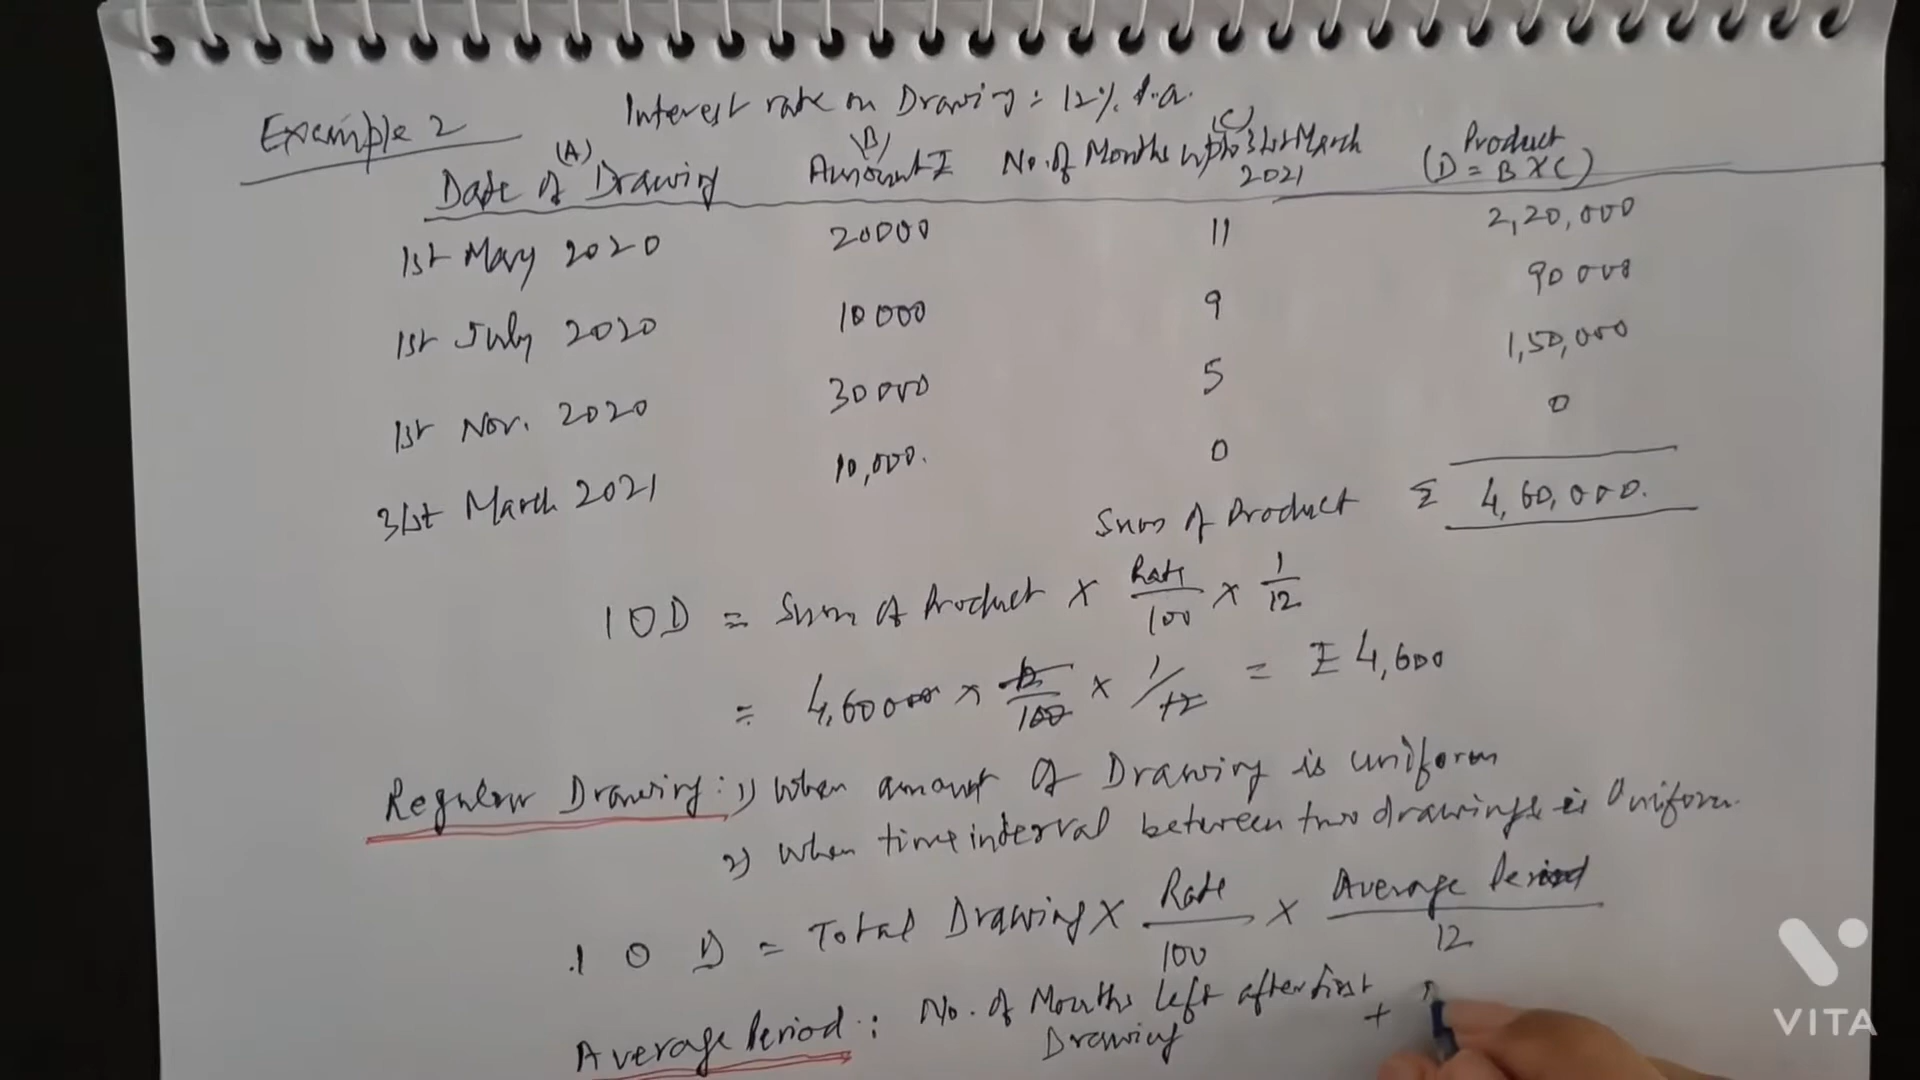 Interest rate on Drawing = 12% p.a.
Example 2
(A) (B) (C)
Date of Drawing Amount ₹ No. of Months upto 31st March 2021 Product (D = B X C)
1st May 2020 20000 11 2,20,000
1st July 2020 10000 9 90000
1st Nov. 2020 30000 5 1,50,000
31st March 2021 10,000. 0 0
Sum of Product = 4,60,000.
IOD = Sum of Product X Rate/100 X 1/12
= 4,60000 X 12/100 X 1/12 = ₹ 4,600
Regular Drawing : 1) When amount of Drawing is uniform
2) When time interval between two drawings is Uniform.
I O D = Total Drawing X Rate/100 X Average Period/12
Average Period : No. of Months left after first Drawing +
VITA